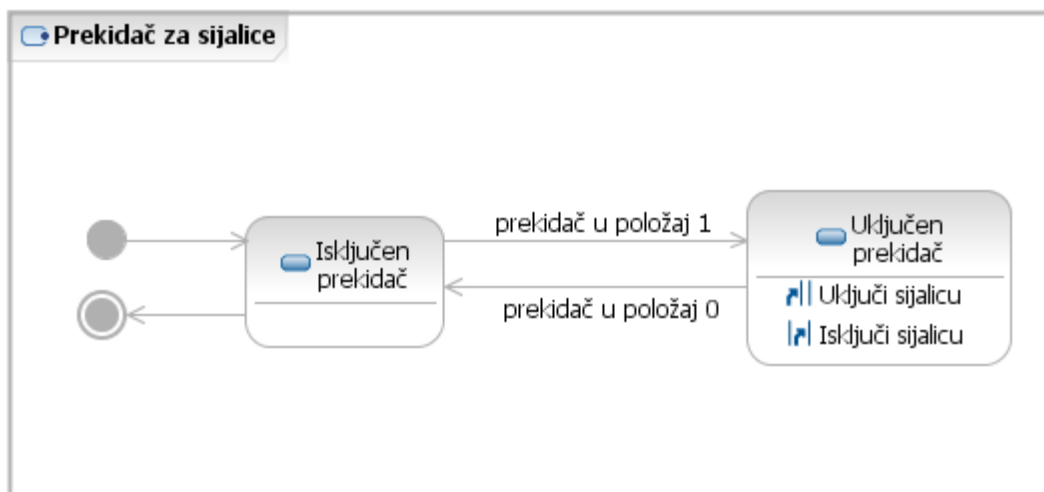 Prekidač za sijalice
prekidač u položaj 1
Isključen
prekidač
prekidač u položaj 0
Uključen
prekidač
Uključi sijalicu
Isključi sijalicu